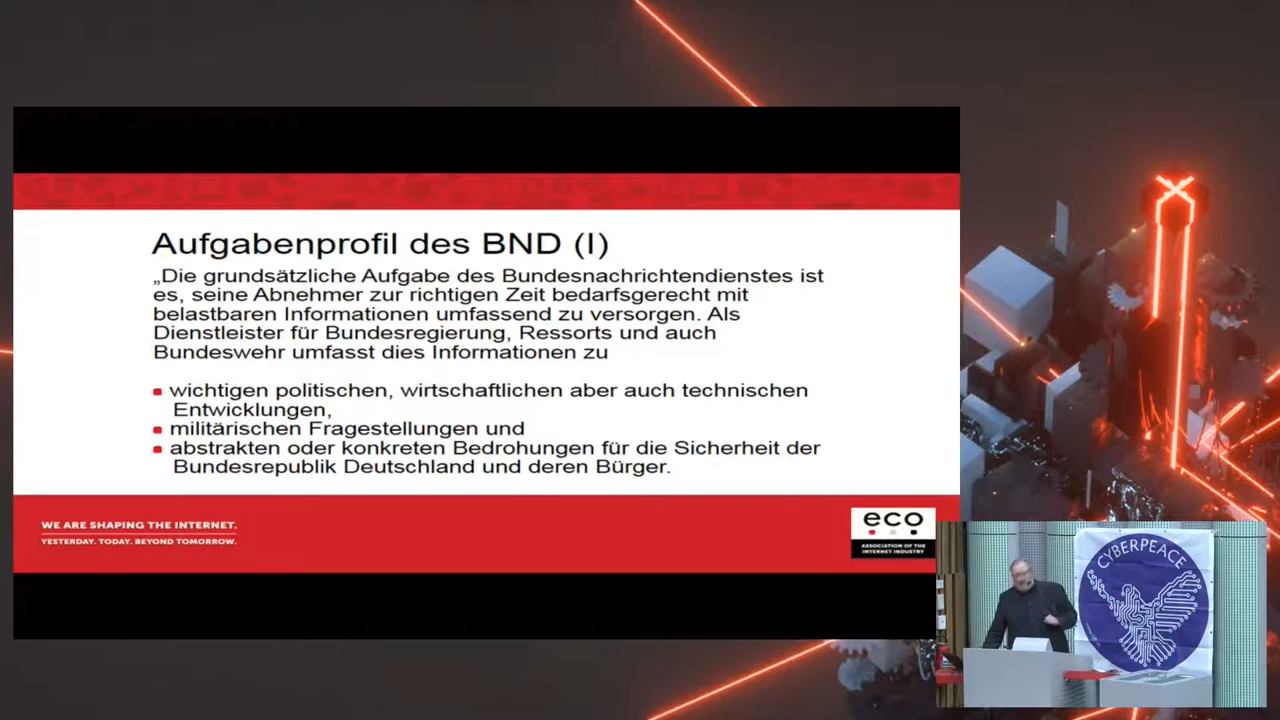 Aufgabenprofil des BND (I)
„Die grundsätzliche Aufgabe des Bundesnachrichtendienstes ist
es, seine Abnehmer zur richtigen Zeit bedarfsgerecht mit
belastbaren Informationen umfassend zu versorgen. Als
Dienstleister für Bundesregierung, Ressorts und auch
Bundeswehr umfasst dies Informationen zu
wichtigen politischen, wirtschaftlichen aber auch technischen
Entwicklungen,
militärischen Fragestellungen und
abstrakten oder konkreten Bedrohungen für die Sicherheit der
Bundesrepublik Deutschland und deren Bürger.
WE ARE SHAPING THE INTERNET.
YESTERDAY. TODAY. BEYOND TOMORROW.
eco
ASSOCIATION OF THE
INTERNET INDUSTRY
CYBERPEACE